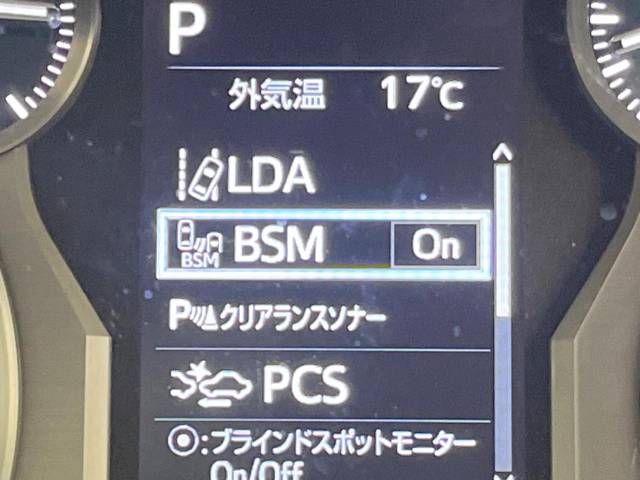 P
外気温 17℃
LDA
BSM BSM On
P クリアランスソナー
PCS
⦿:ブラインドスポットモニター
On/Off